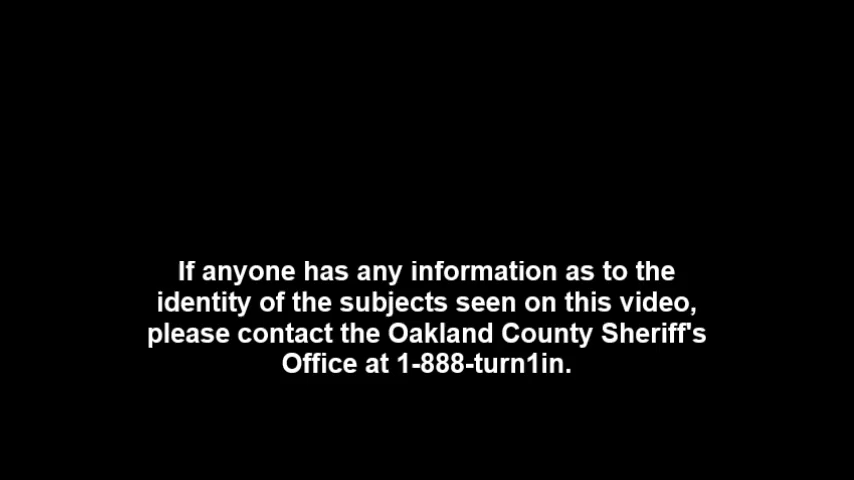 If anyone has any information as to the
identity of the subjects seen on this video,
please contact the Oakland County Sheriff's
Office at 1-888-turn1in.